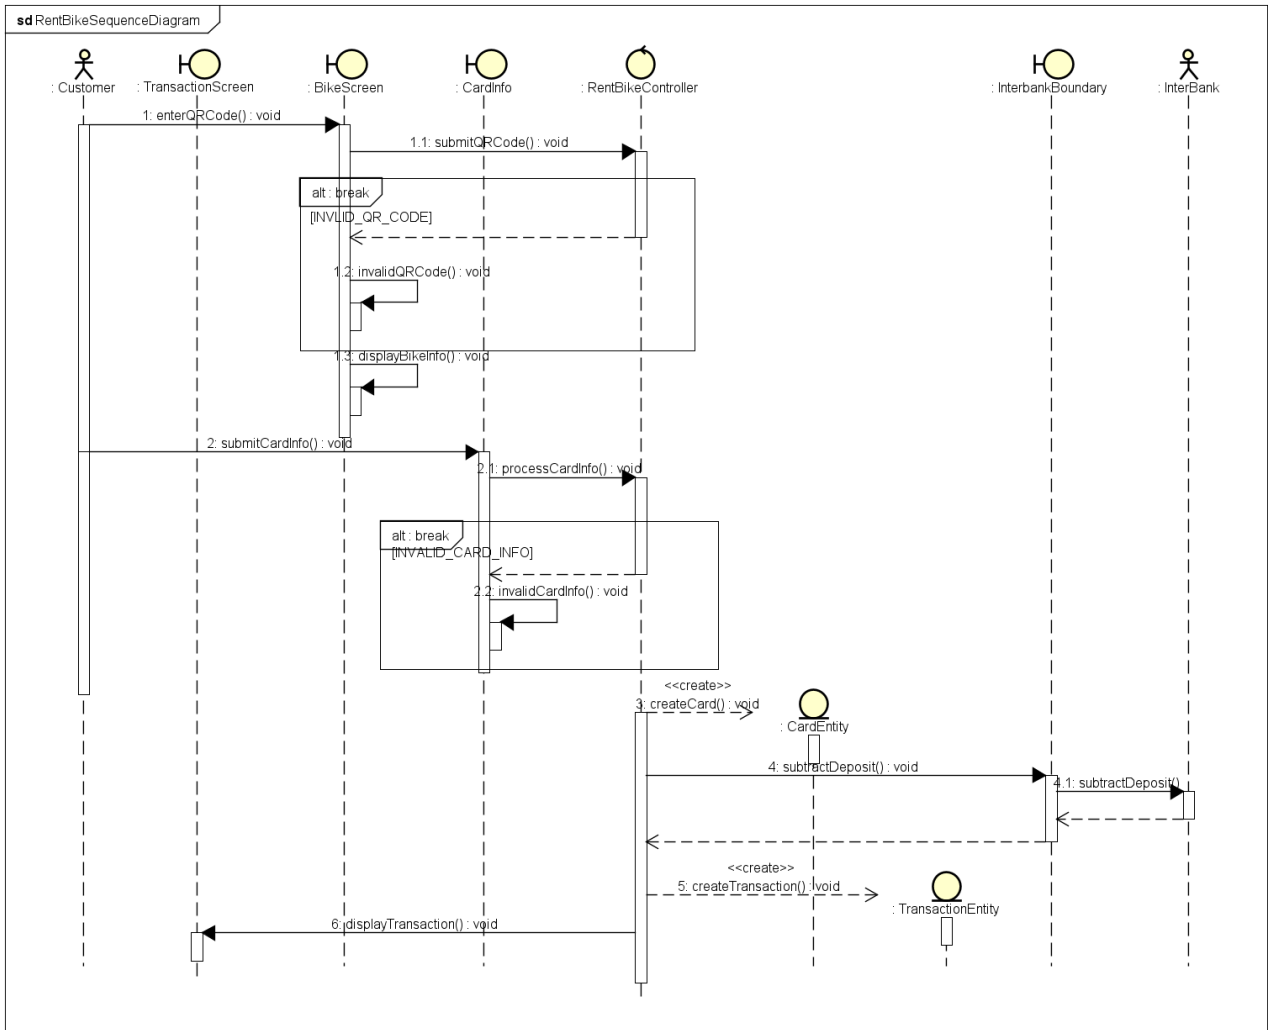 sd RentBikeSequenceDiagram
: Customer
: TransactionScreen
: BikeScreen
: CardInfo
: RentBikeController
: InterbankBoundary
: InterBank
1: enterQRCode() : void
1.1: submitQRCode() : void
alt : break
[INVLID_QR_CODE]
1.2: invalidQRCode() : void
1.3: displayBikeInfo() : void
2: submitCardInfo() : void
2.1: processCardInfo() : void
alt : break
[INVALID_CARD_INFO]
2.2: invalidCardInfo() : void
<<create>>
3: createCard() : void
: CardEntity
4: subtractDeposit() : void
4.1: subtractDeposit()
<<create>>
5: createTransaction() : void
: TransactionEntity
6: displayTransaction() : void